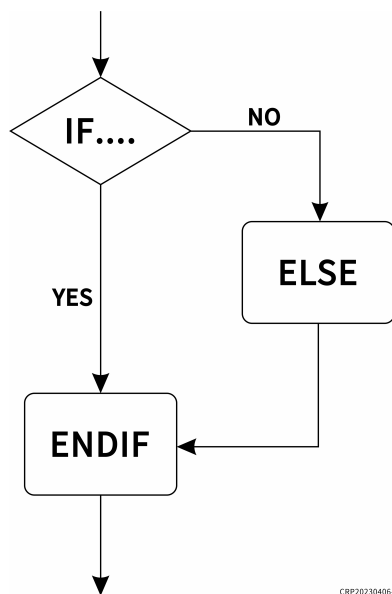 IF....
NO
ELSE
YES
ENDIF
CRP20230406